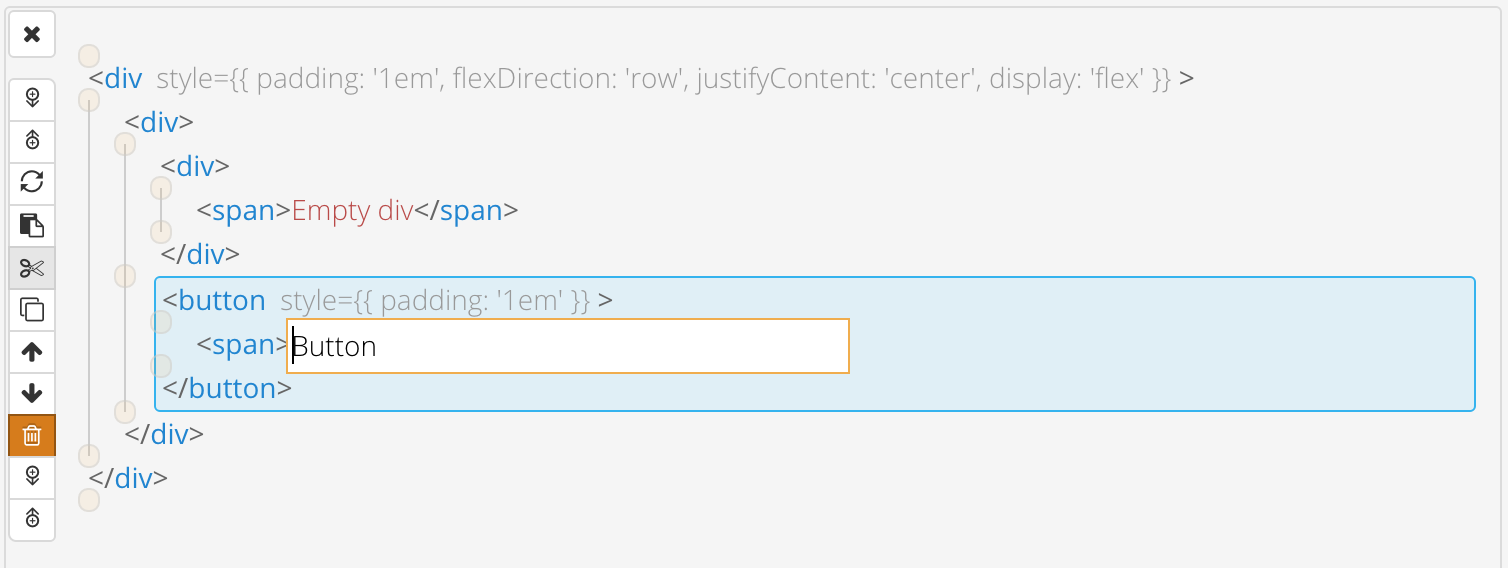 <div style={{ padding: '1em', flexDirection: 'row', justifyContent: 'center', display: 'flex' }} >
<div>
<div>
<span>Empty div</span>
</div>
<button style={{ padding: '1em' }} >
<span>Button
</button>
</div>
</div>